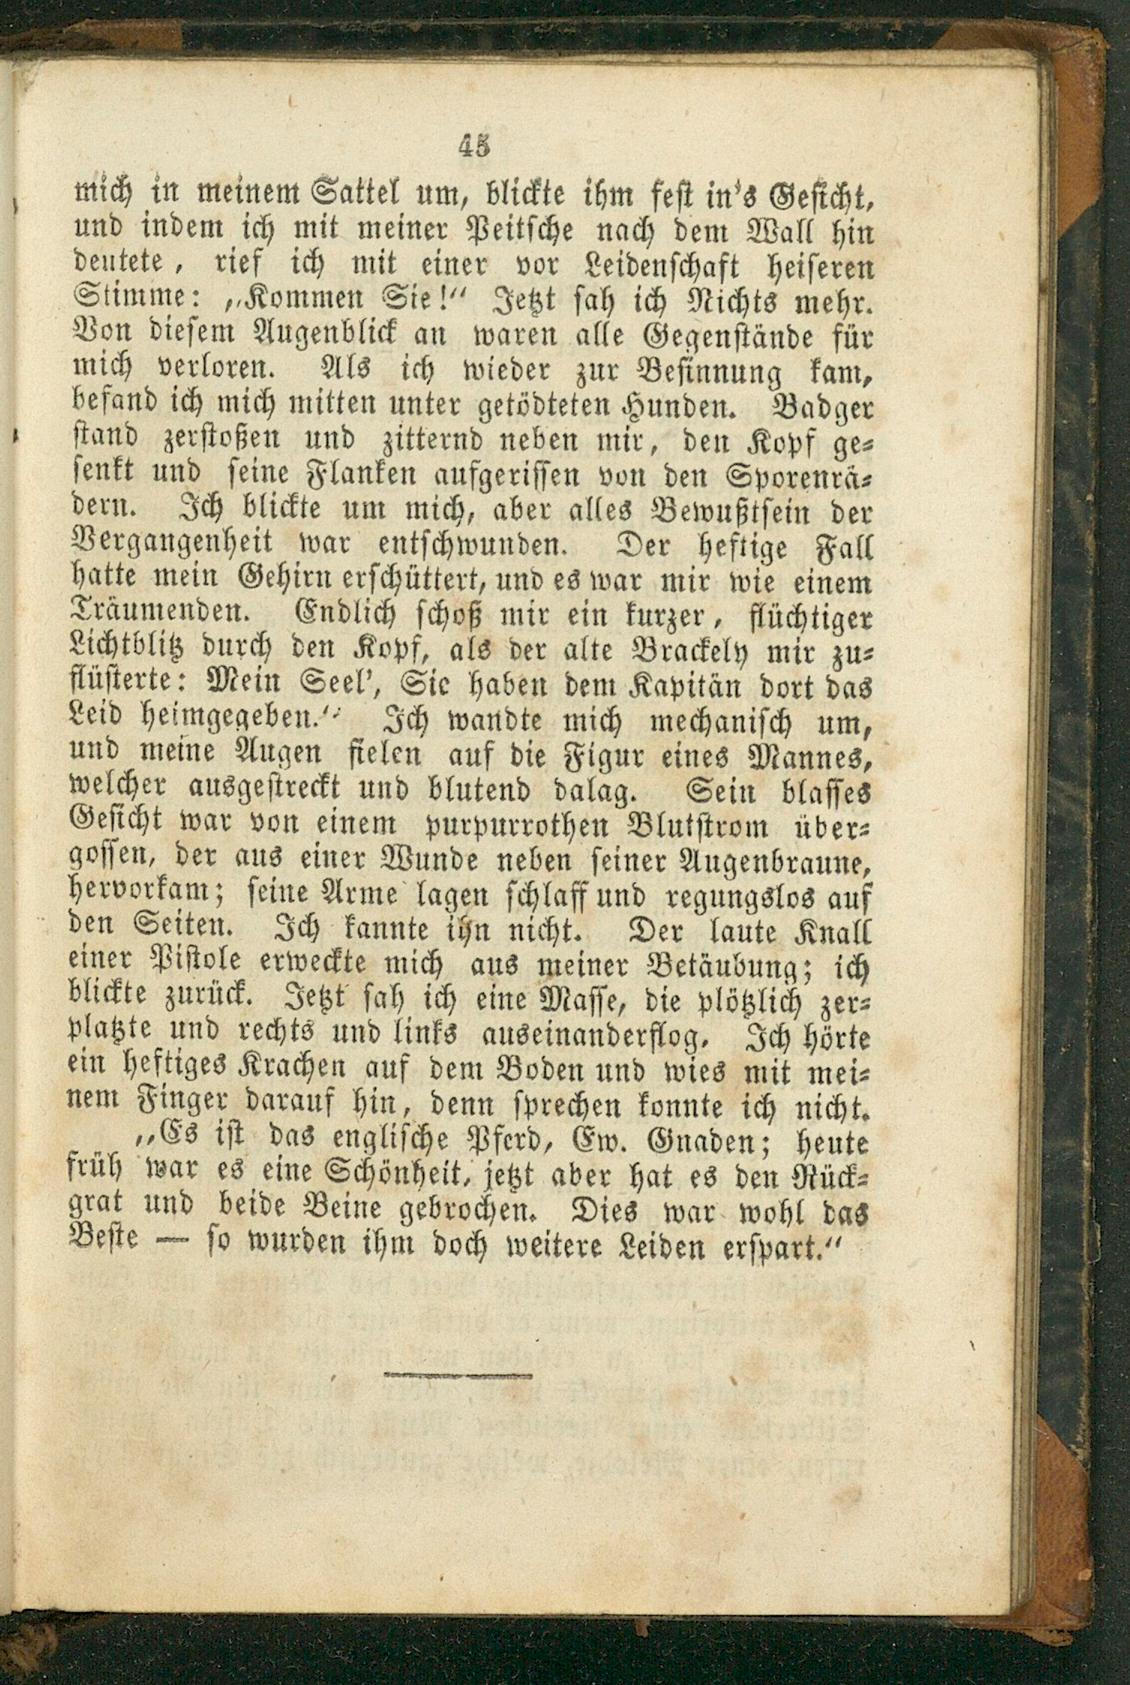 45
mich in meinem Sattel um, blickte ihm fest in's Gesicht,
und indem ich mit meiner Peitsche nach dem Wall hin
deutete, rief ich mit einer vor Leidenschaft heiseren
Stimme: „Kommen Sie!“ Jetzt sah ich Nichts mehr.
Von diesem Augenblick an waren alle Gegenstände für
mich verloren. Als ich wieder zur Besinnung kam,
befand ich mich mitten unter getödteten Hunden. Badger
stand zerstoßen und zitternd neben mir, den Kopf ge-
senkt und seine Flanken aufgerissen von den Sporenrä-
dern. Ich blickte um mich, aber alles Bewußtsein der
Vergangenheit war entschwunden. Der heftige Fall
hatte mein Gehirn erschüttert, und es war mir wie einem
Träumenden. Endlich schoß mir ein kurzer, flüchtiger
Lichtblitz durch den Kopf, als der alte Brackely mir zu-
flüsterte: Mein Seel', Sie haben dem Kapitän dort das
Leid heimgegeben.“ Ich wandte mich mechanisch um,
und meine Augen fielen auf die Figur eines Mannes,
welcher ausgestreckt und blutend dalag. Sein blasses
Gesicht war von einem purpurrothen Blutstrom über-
gossen, der aus einer Wunde neben seiner Augenbraune,
hervorkam; seine Arme lagen schlaff und regungslos auf
den Seiten. Ich kannte ihn nicht. Der laute Knall
einer Pistole erweckte mich aus meiner Betäubung; ich
blickte zurück. Jetzt sah ich eine Masse, die plötzlich zer-
platzte und rechts und links auseinanderflog. Ich hörte
ein heftiges Krachen auf dem Boden und wies mit mei-
nem Finger darauf hin, denn sprechen konnte ich nicht.
„Es ist das englische Pferd, Ew. Gnaden; heute
früh war es eine Schönheit, jetzt aber hat es den Rück-
grat und beide Beine gebrochen. Dies war wohl das
Beste — so wurden ihm doch weitere Leiden erspart.“